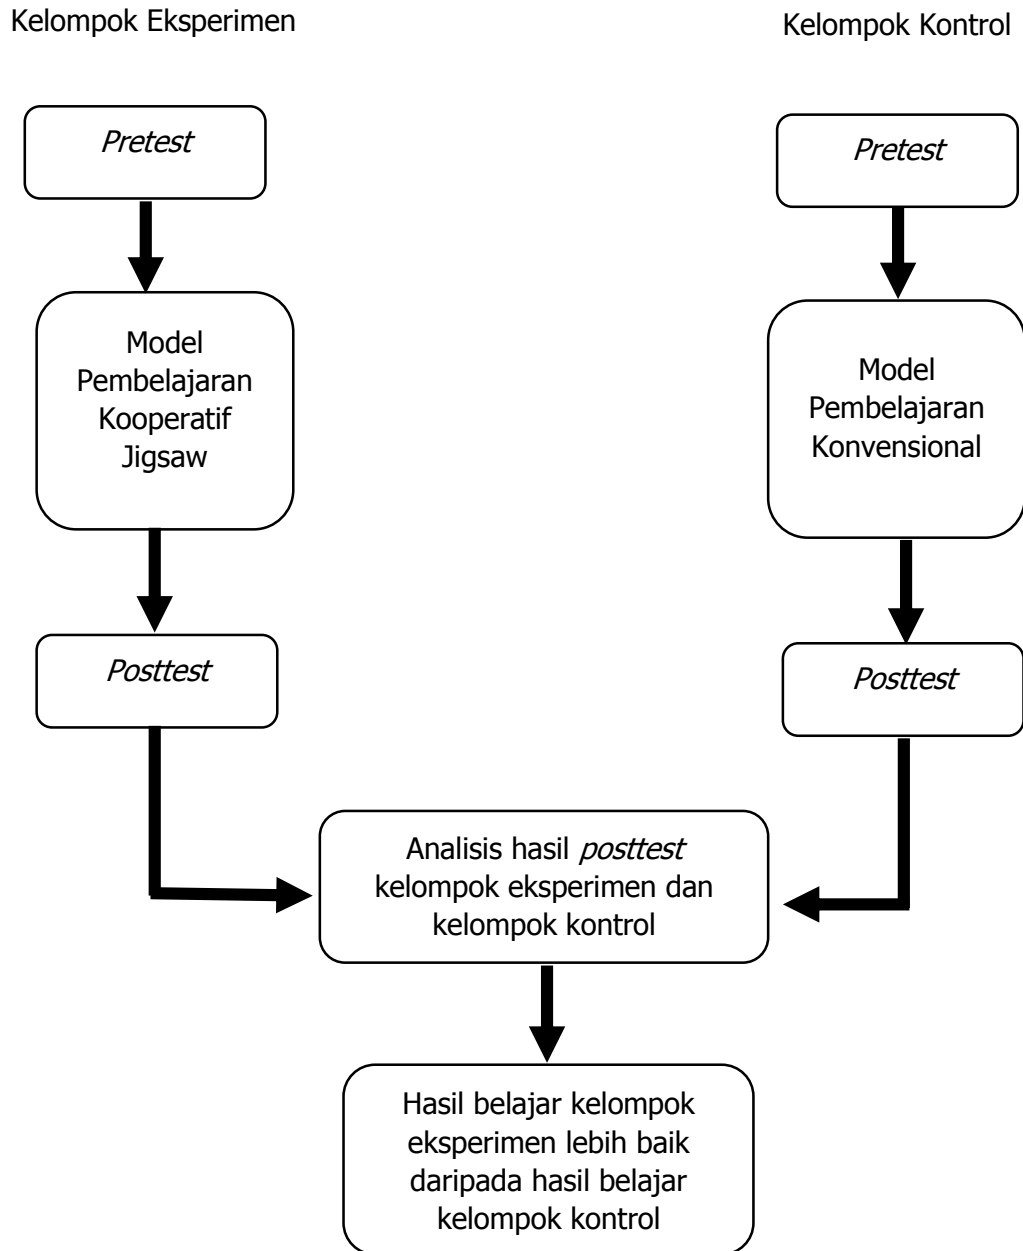 Kelompok Eksperimen
Kelompok Kontrol
Pretest
Pretest
Model
Pembelajaran
Kooperatif
Jigsaw
Model
Pembelajaran
Konvensional
Posttest
Posttest
Analisis hasil posttest
kelompok eksperimen dan
kelompok kontrol
Hasil belajar kelompok
eksperimen lebih baik
daripada hasil belajar
kelompok kontrol